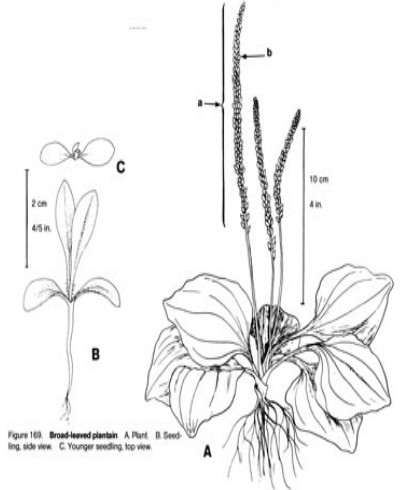 b
a
C
10 cm
4 in.
2 cm
4/5 in.
B
Figure 169. Broad-leaved plantain A. Plant. B. Seed-
ling, side view. C. Younger seedling, top view.
A